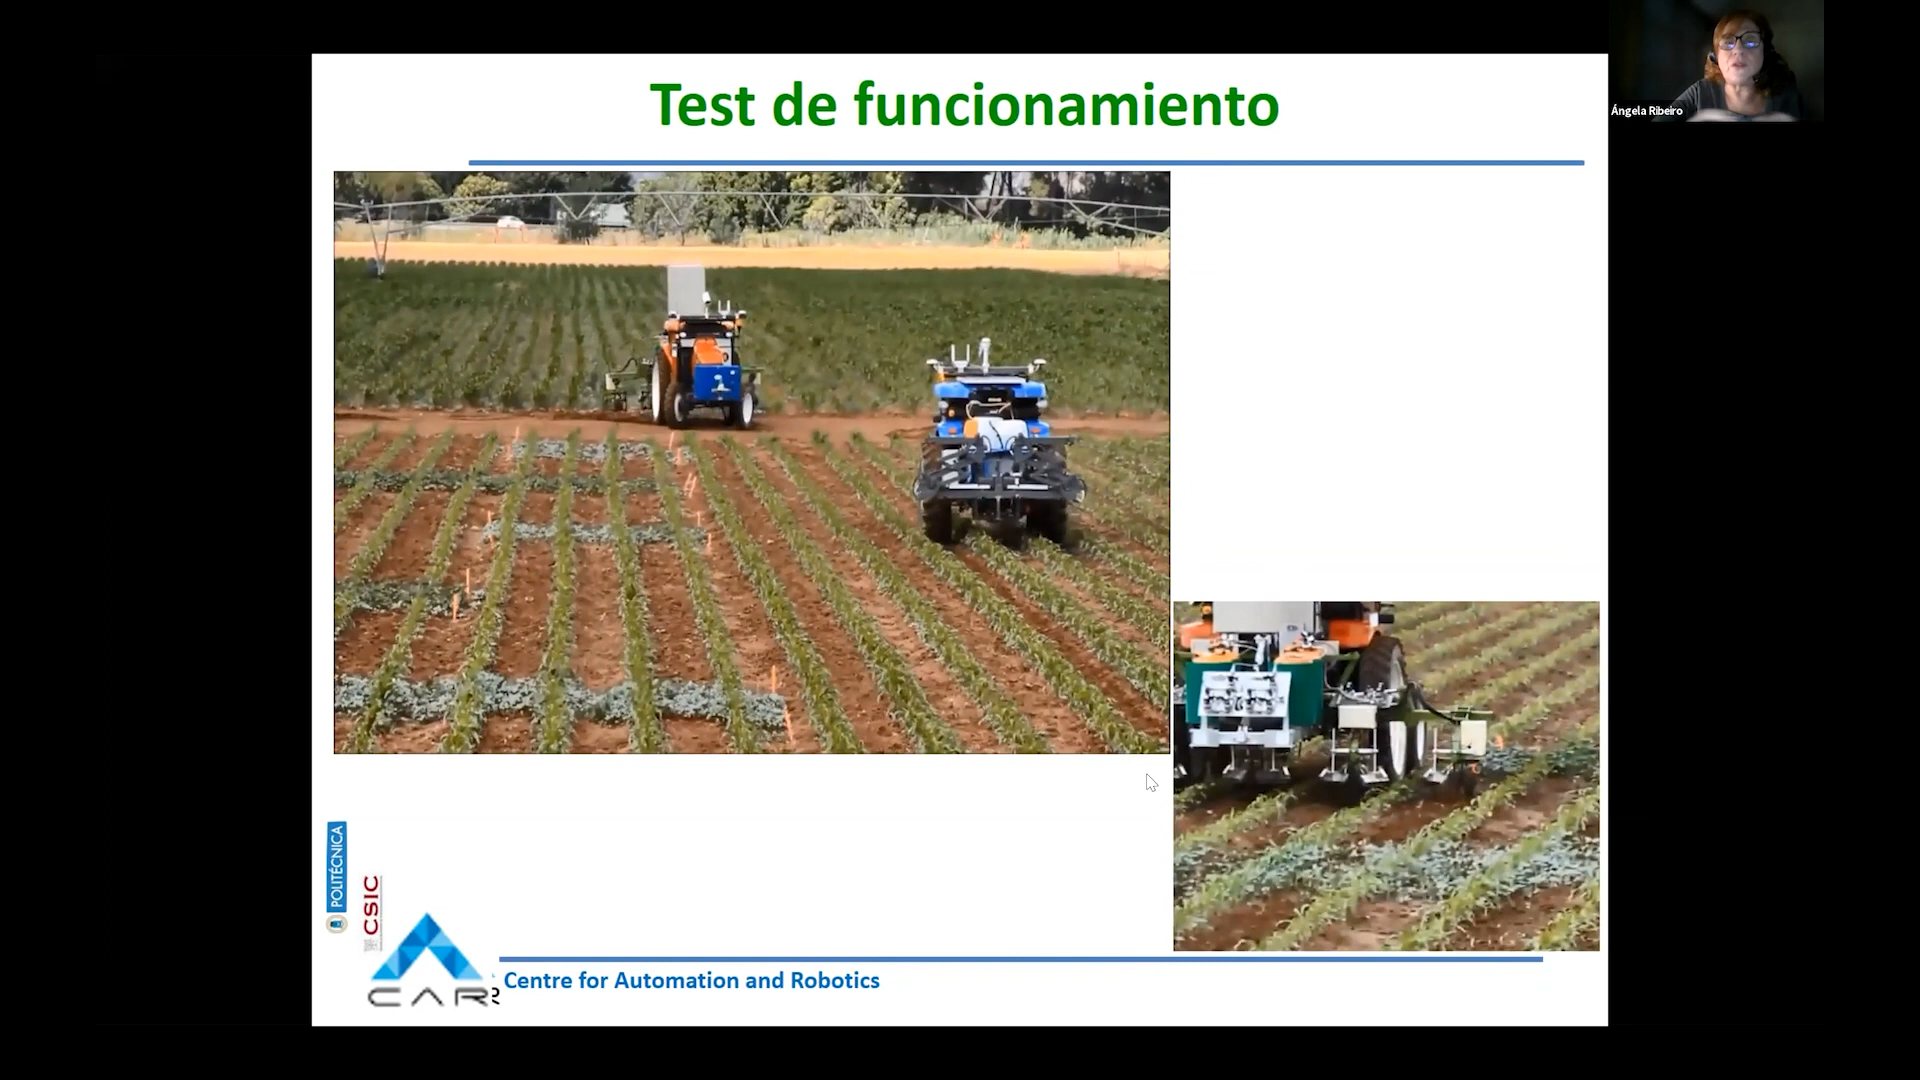 Test de funcionamiento
Ángela Ribeiro
POLITÉCNICA
CSIC
CAR
Centre for Automation and Robotics